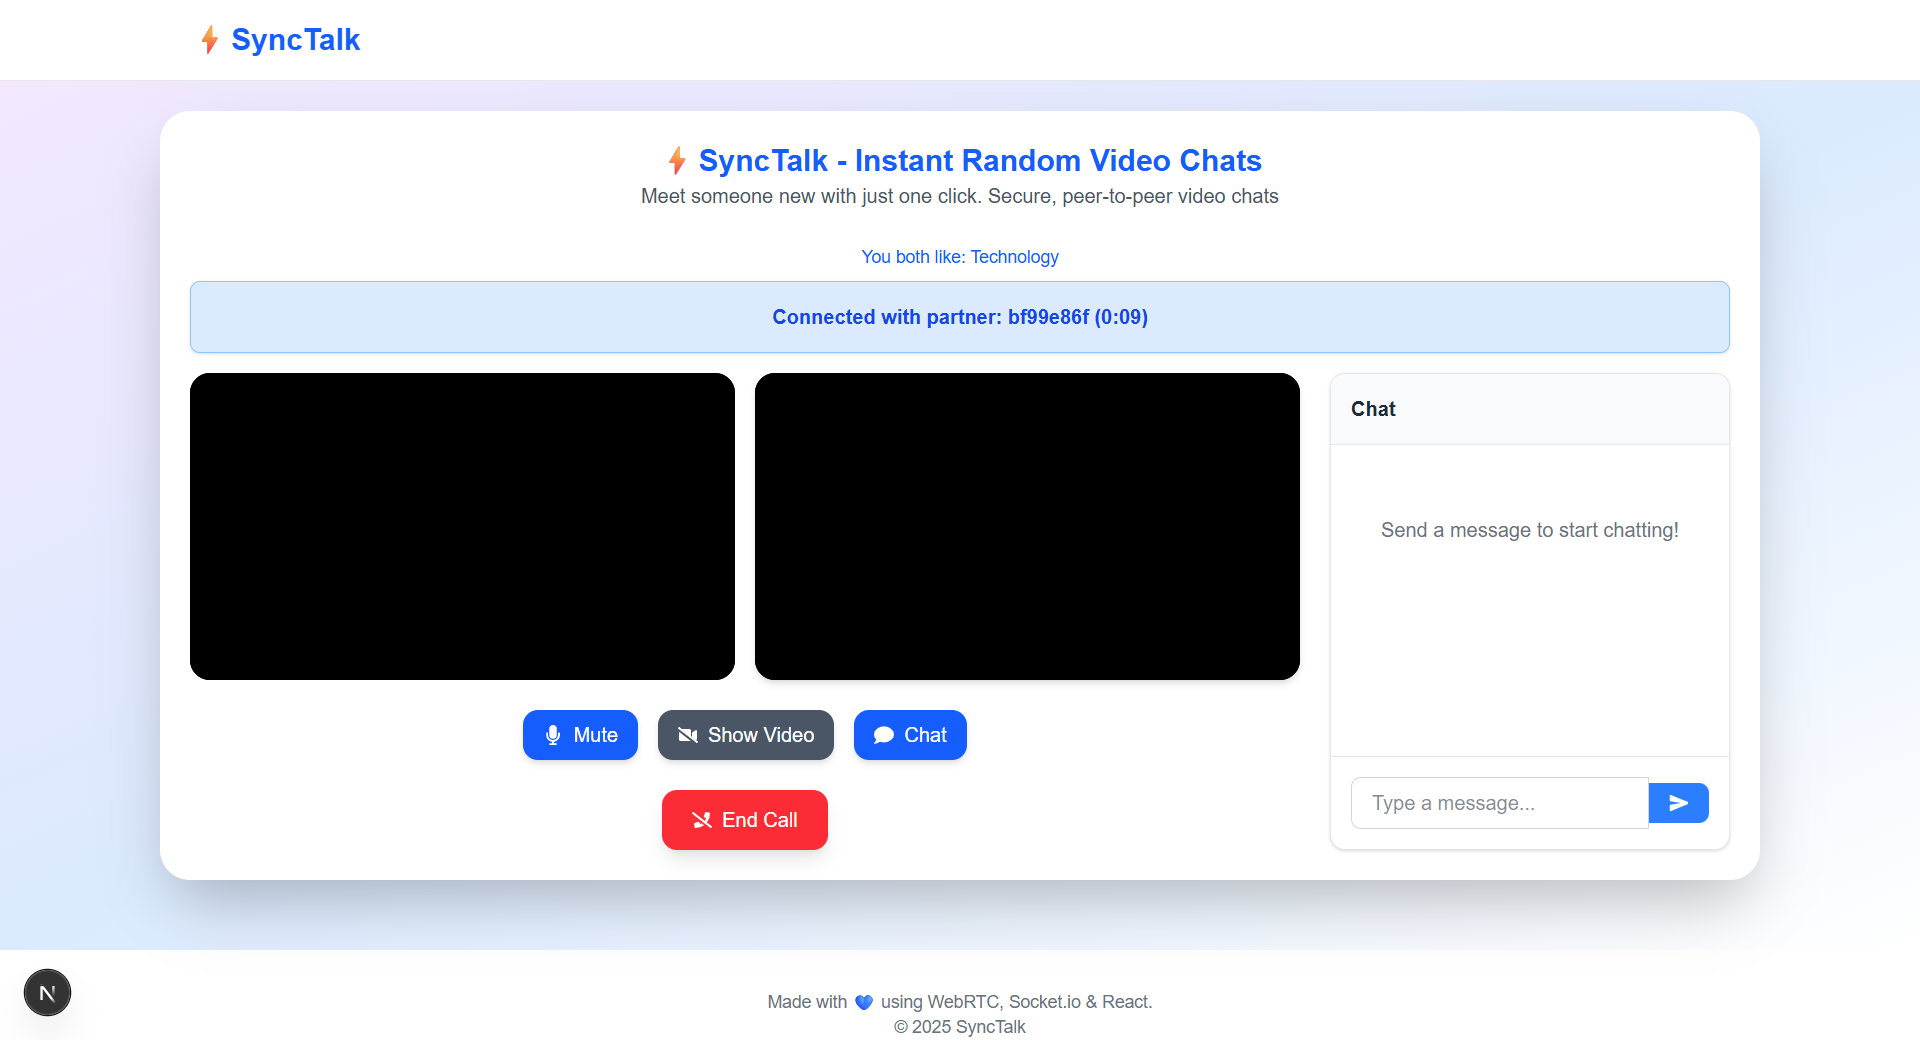 SyncTalk
SyncTalk - Instant Random Video Chats
Meet someone new with just one click. Secure, peer-to-peer video chats
You both like: Technology
Connected with partner: bf99e86f (0:09)
Chat
Send a message to start chatting!
Type a message...
Mute
Show Video
Chat
End Call
N
Made with 💙 using WebRTC, Socket.io & React.
© 2025 SyncTalk